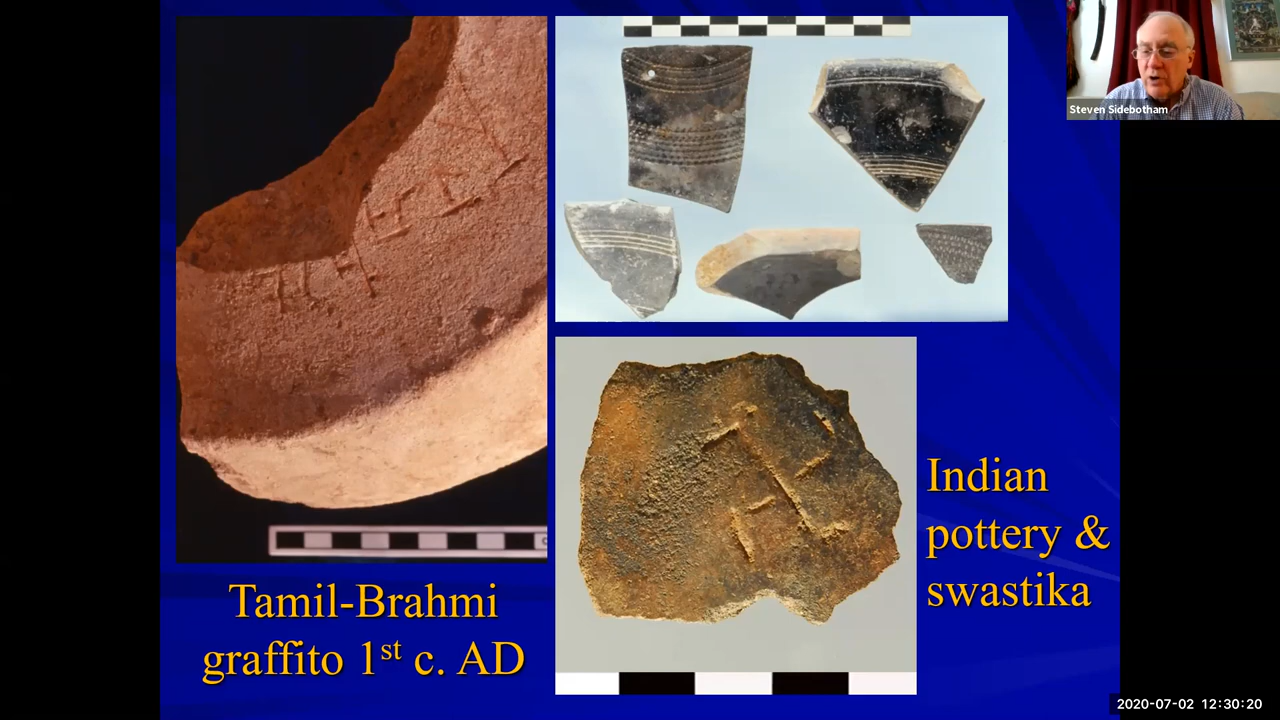 Steven Sidebotham
Tamil-Brahmi
graffito 1st c. AD
Indian
pottery &
swastika
2020-07-02 12:30:20